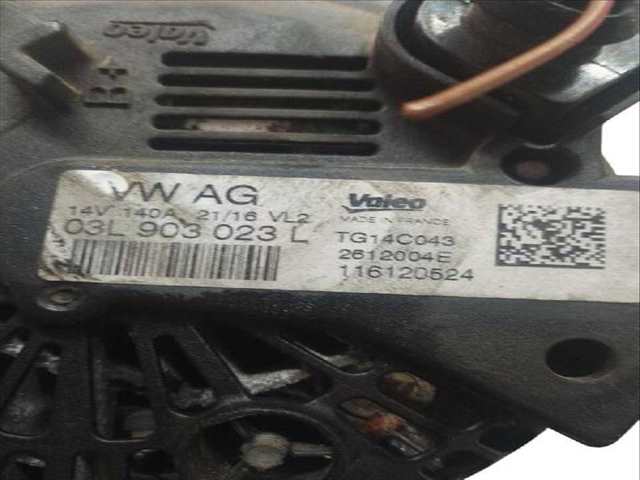 Valeo
B+
VW AG
14V 140A 21/16 VL2
03L 903 023 L
Valeo
MADE IN FRANCE
TG14C043
2612004E
116120524